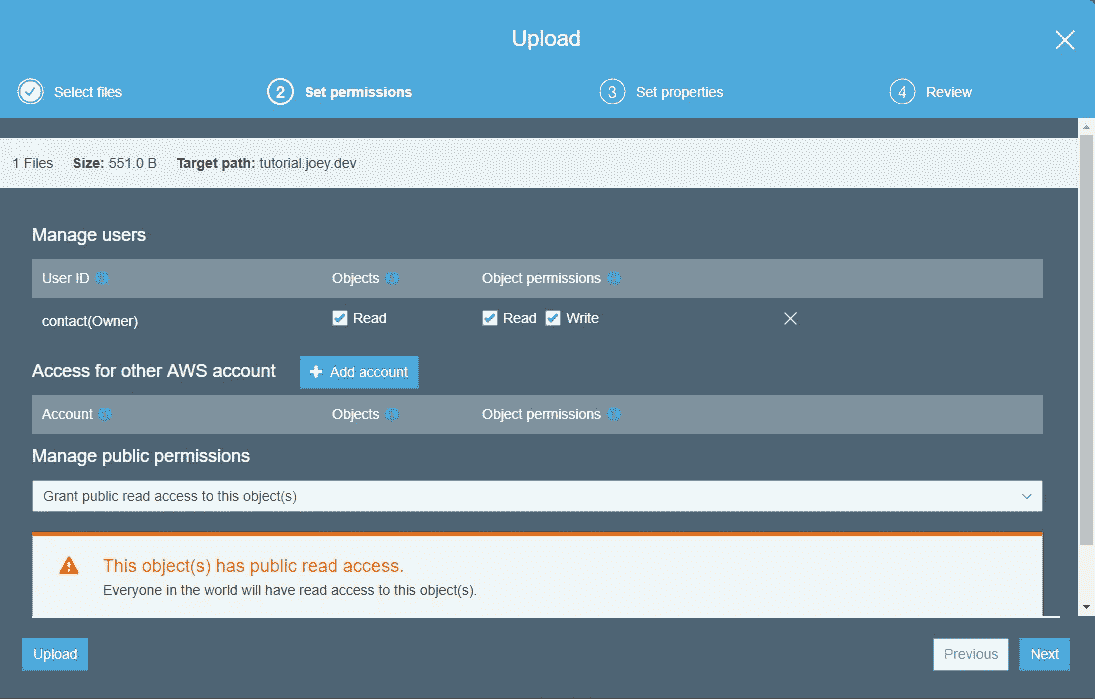 Upload
Select files
2 Set permissions
3 Set properties
4 Review
1 Files Size: 551.0 B Target path: tutorial.joey.dev
Manage users
User ID Objects Object permissions
contact(Owner) Read Read Write
Access for other AWS account + Add account
Account Objects Object permissions
Manage public permissions
Grant public read access to this object(s)
This object(s) has public read access.
Everyone in the world will have read access to this object(s).
Upload Previous Next